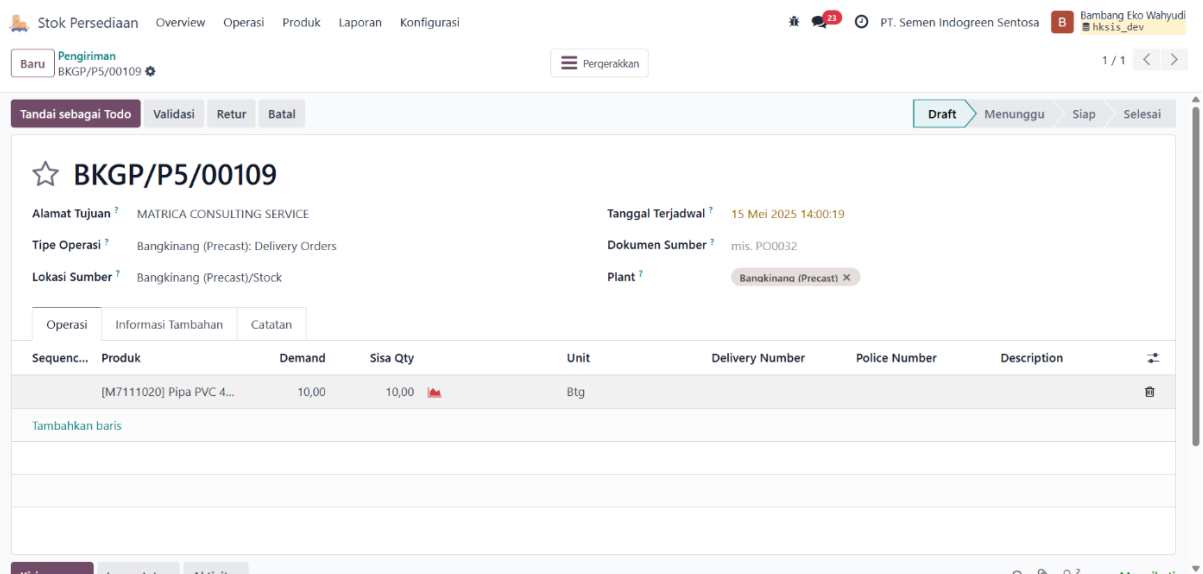 Stok Persediaan Overview Operasi Produk Laporan Konfigurasi 23 PT. Semen Indogreen Sentosa B Bambang Eko Wahyudi
hksis_dev
Baru Pengiriman
BKGP/P5/00109
Pergerakkan
1 / 1
Tandai sebagai Todo Validasi Retur Batal Draft Menunggu Siap Selesai
BKGP/P5/00109
Alamat Tujuan ? MATRICA CONSULTING SERVICE Tanggal Terjadwal ? 15 Mei 2025 14:00:19
Tipe Operasi ? Bangkinang (Precast): Delivery Orders Dokumen Sumber ? mis. PO0032
Lokasi Sumber ? Bangkinang (Precast)/Stock Plant ? Bangkinang (Precast) ×
Operasi Informasi Tambahan Catatan
Sequenc... Produk Demand Sisa Qty Unit Delivery Number Police Number Description
[M7111020] Pipa PVC 4... 10,00 10,00 Btg
Tambahkan baris